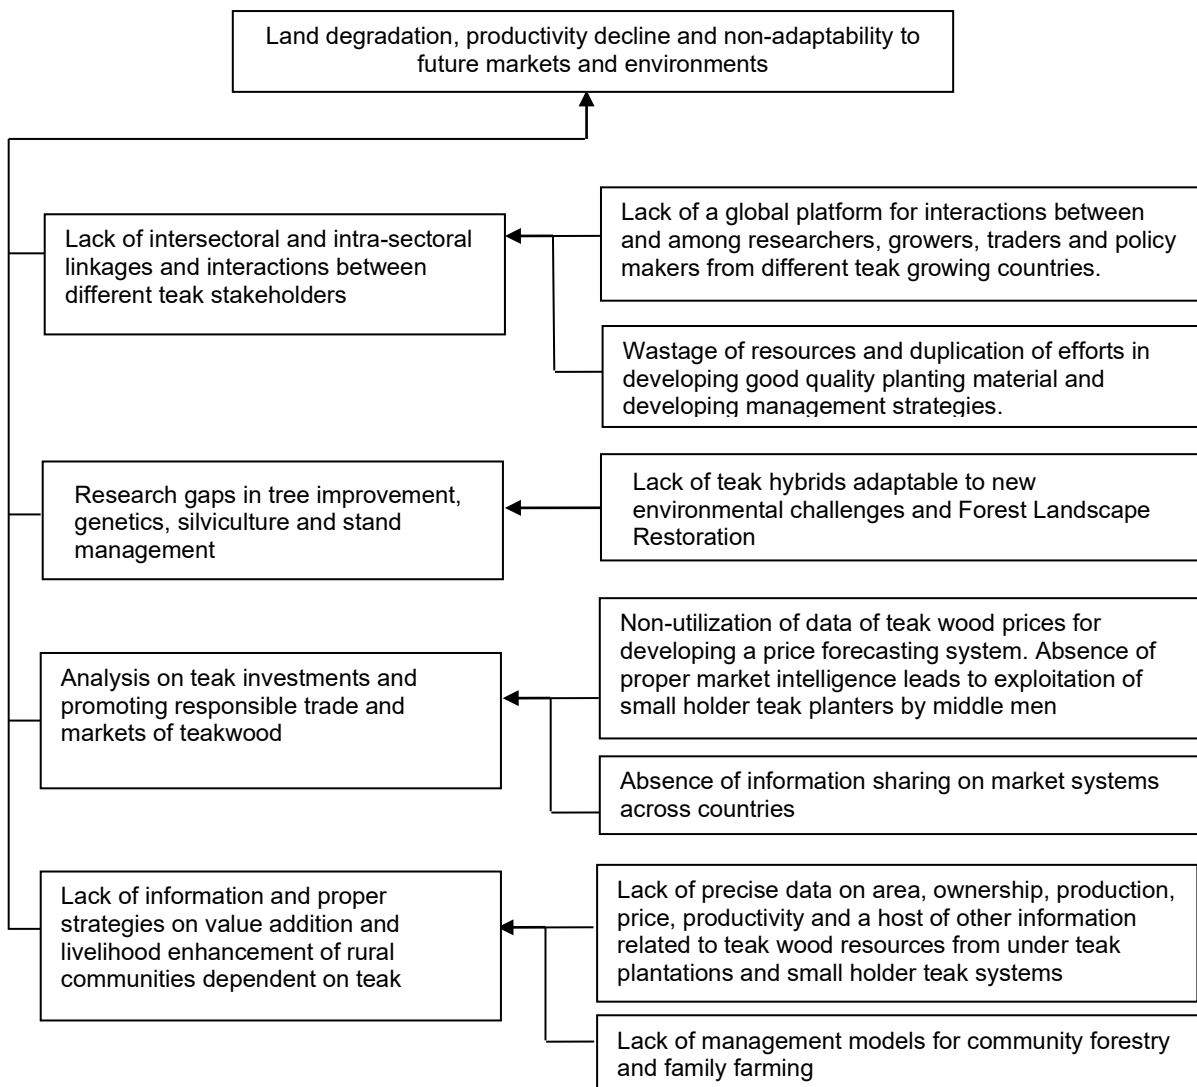 Land degradation, productivity decline and non-adaptability to
future markets and environments
Lack of intersectoral and intra-sectoral
linkages and interactions between
different teak stakeholders
Lack of a global platform for interactions between
and among researchers, growers, traders and policy
makers from different teak growing countries.
Wastage of resources and duplication of efforts in
developing good quality planting material and
developing management strategies.
Research gaps in tree improvement,
genetics, silviculture and stand
management
Lack of teak hybrids adaptable to new
environmental challenges and Forest Landscape
Restoration
Analysis on teak investments and
promoting responsible trade and
markets of teakwood
Non-utilization of data of teak wood prices for
developing a price forecasting system. Absence of
proper market intelligence leads to exploitation of
small holder teak planters by middle men
Absence of information sharing on market systems
across countries
Lack of information and proper
strategies on value addition and
livelihood enhancement of rural
communities dependent on teak
Lack of precise data on area, ownership, production,
price, productivity and a host of other information
related to teak wood resources from under teak
plantations and small holder teak systems
Lack of management models for community forestry
and family farming